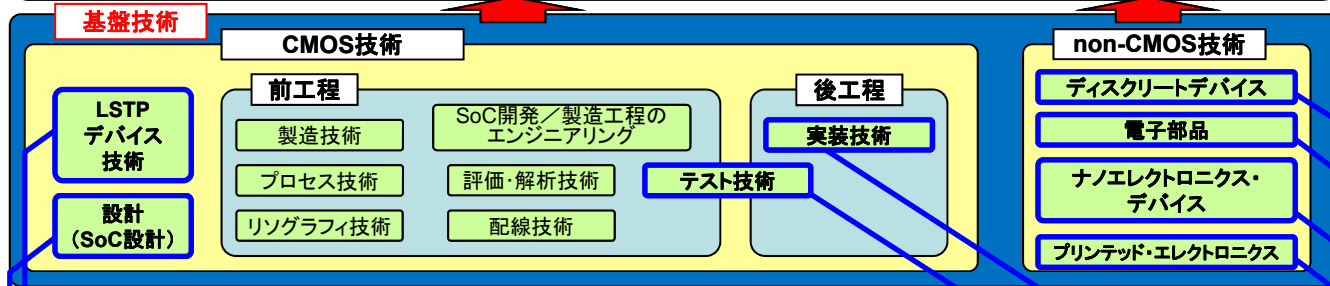 基盤技術
CMOS技術
LSTP
デバイス
技術
設計
（SoC設計）
前工程
製造技術
プロセス技術
リソグラフィ技術
SoC開発／製造工程の
エンジニアリング
評価・解析技術
配線技術
テスト技術
後工程
実装技術
non-CMOS技術
ディスクリートデバイス
電子部品
ナノエレクトロニクス・
デバイス
プリンテッド・エレクトロニクス